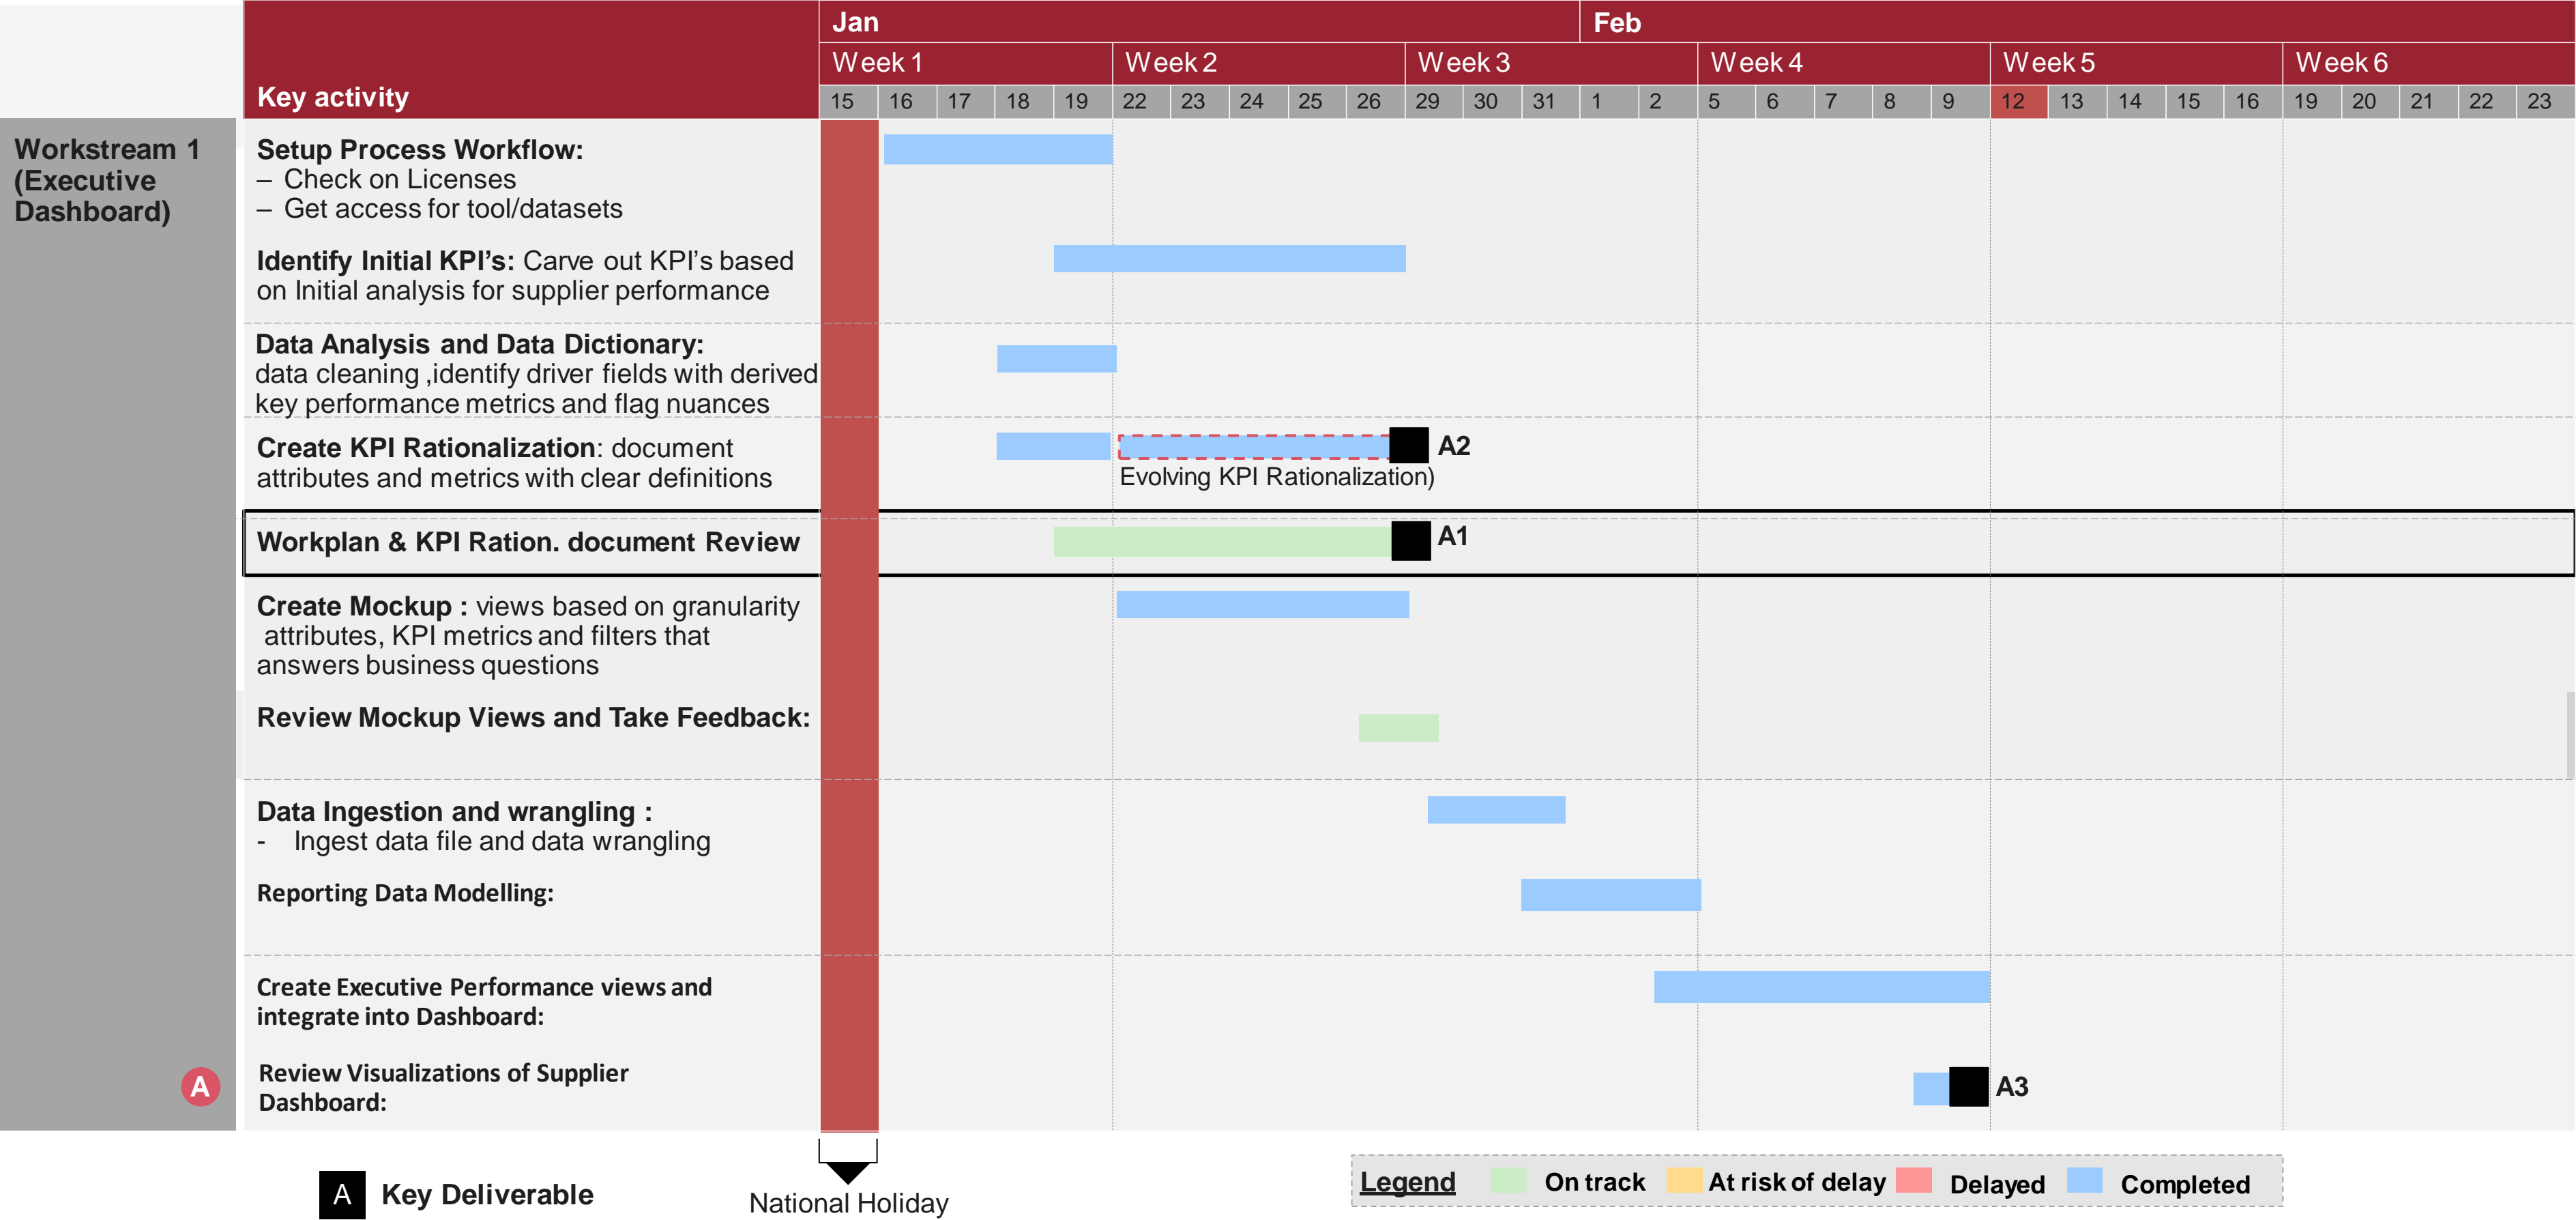 Jan
Feb
Week 1
Week 2
Week 3
Week 4
Week 5
Week 6
Key activity
15 16 17 18 19 22 23 24 25 26 29 30 31 1 2 5 6 7 8 9 12 13 14 15 16 19 20 21 22 23
Workstream 1
(Executive
Dashboard)
Setup Process Workflow:
– Check on Licenses
– Get access for tool/datasets
Identify Initial KPI’s: Carve out KPI’s based
on Initial analysis for supplier performance
Data Analysis and Data Dictionary:
data cleaning ,identify driver fields with derived
key performance metrics and flag nuances
Create KPI Rationalization: document
attributes and metrics with clear definitions
A2
Evolving KPI Rationalization)
Workplan & KPI Ration. document Review
A1
Create Mockup : views based on granularity
attributes, KPI metrics and filters that
answers business questions
Review Mockup Views and Take Feedback:
Data Ingestion and wrangling :
- Ingest data file and data wrangling
Reporting Data Modelling:
Create Executive Performance views and
integrate into Dashboard:
Review Visualizations of Supplier
Dashboard:
A
A3
A Key Deliverable
National Holiday
Legend On track At risk of delay Delayed Completed